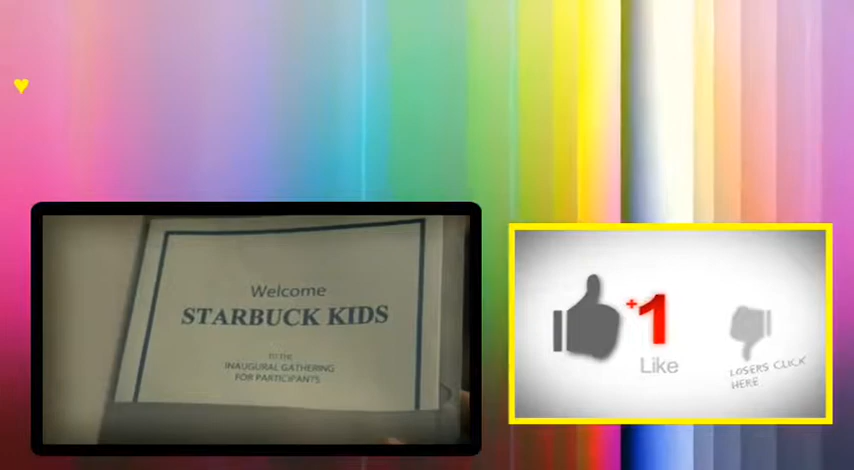 Welcome
STARBUCK KIDS
TO THE
INAUGURAL GATHERING
FOR PARTICIPANTS
+1
Like
LOSERS CLICK
HERE